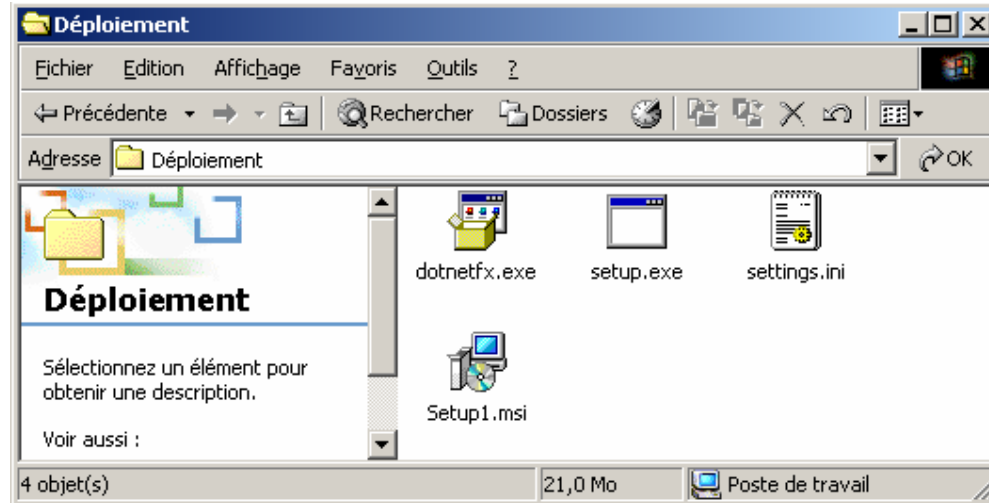 Déploiement
Fichier Edition Affichage Favoris Outils ?
Précédente Rechercher Dossiers
Adresse Déploiement OK
dotnetfx.exe setup.exe settings.ini
Déploiement
Sélectionnez un élément pour
obtenir une description.
Setup1.msi
Voir aussi :
4 objet(s) 21,0 Mo Poste de travail